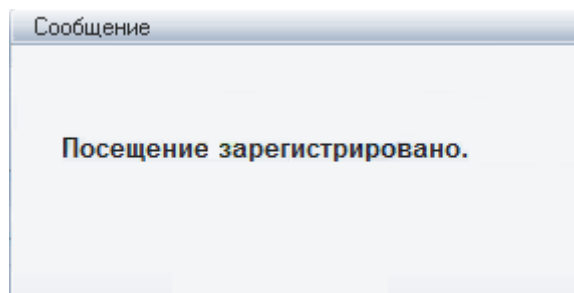 Сообщение
Посещение зарегистрировано.